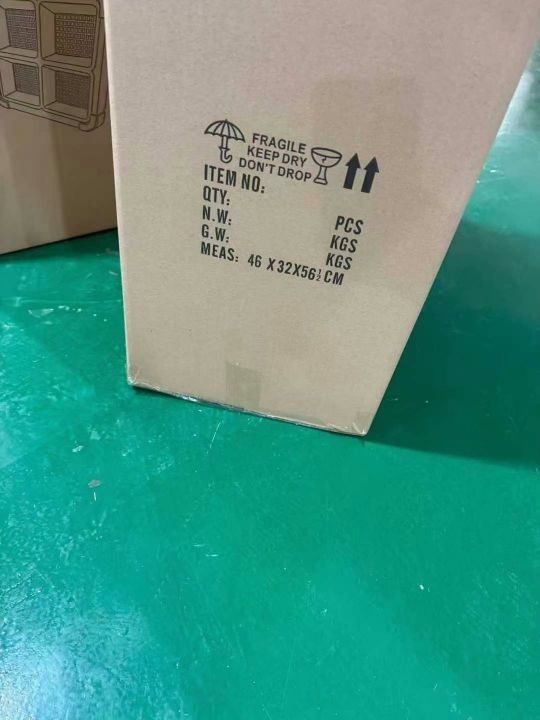 FRAGILE
KEEP DRY
DON'T DROP
ITEM NO:
QTY: PCS
N.W: KGS
G.W: KGS
MEAS: 46 X 32X56½ CM